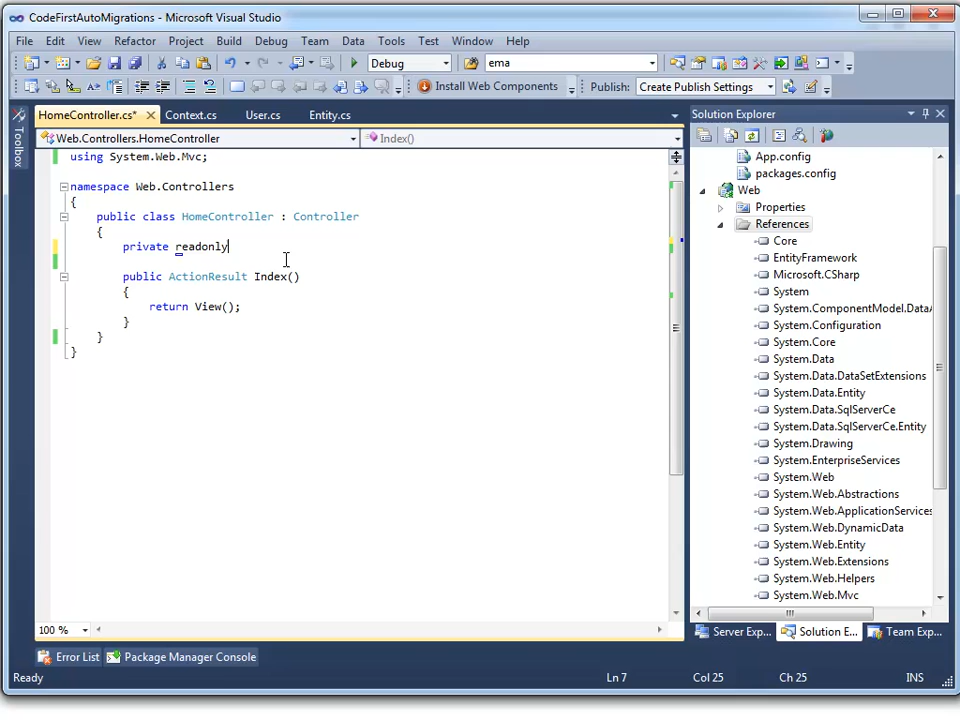 CodeFirstAutoMigrations - Microsoft Visual Studio
File Edit View Refactor Project Build Debug Team Data Tools Test Window Help
Debug ema
Install Web Components Publish: Create Publish Settings
HomeController.cs* Context.cs User.cs Entity.cs
Web.Controllers.HomeController Index()
using System.Web.Mvc;
namespace Web.Controllers
{
public class HomeController : Controller
{
private readonly
public ActionResult Index()
{
return View();
}
}
}
100 %
Toolbox
Solution Explorer
App.config
packages.config
Web
Properties
References
Core
EntityFramework
Microsoft.CSharp
System
System.ComponentModel.DataA
System.Configuration
System.Core
System.Data
System.Data.DataSetExtensions
System.Data.Entity
System.Data.SqlServerCe
System.Data.SqlServerCe.Entity
System.Drawing
System.EnterpriseServices
System.Web
System.Web.Abstractions
System.Web.ApplicationServices
System.Web.DynamicData
System.Web.Entity
System.Web.Extensions
System.Web.Helpers
System.Web.Mvc
Server Exp... Solution E... Team Exp...
Error List Package Manager Console
Ready Ln 7 Col 25 Ch 25 INS